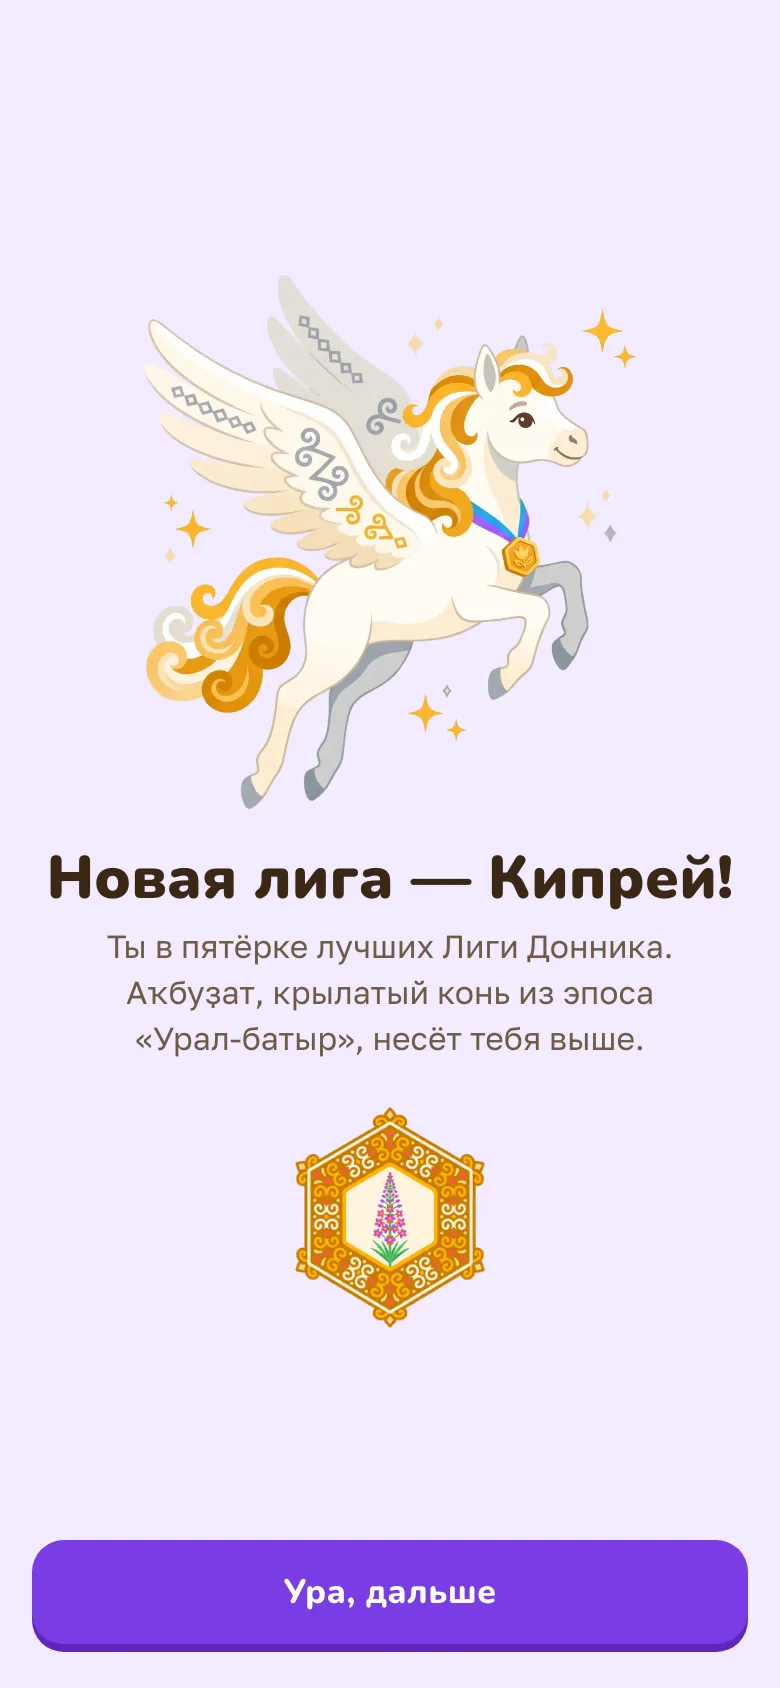 Новая лига — Кипрей!
Ты в пятёрке лучших Лиги Донника.
Аҡбуҙат, крылатый конь из эпоса
«Урал-батыр», несёт тебя выше.
Ура, дальше